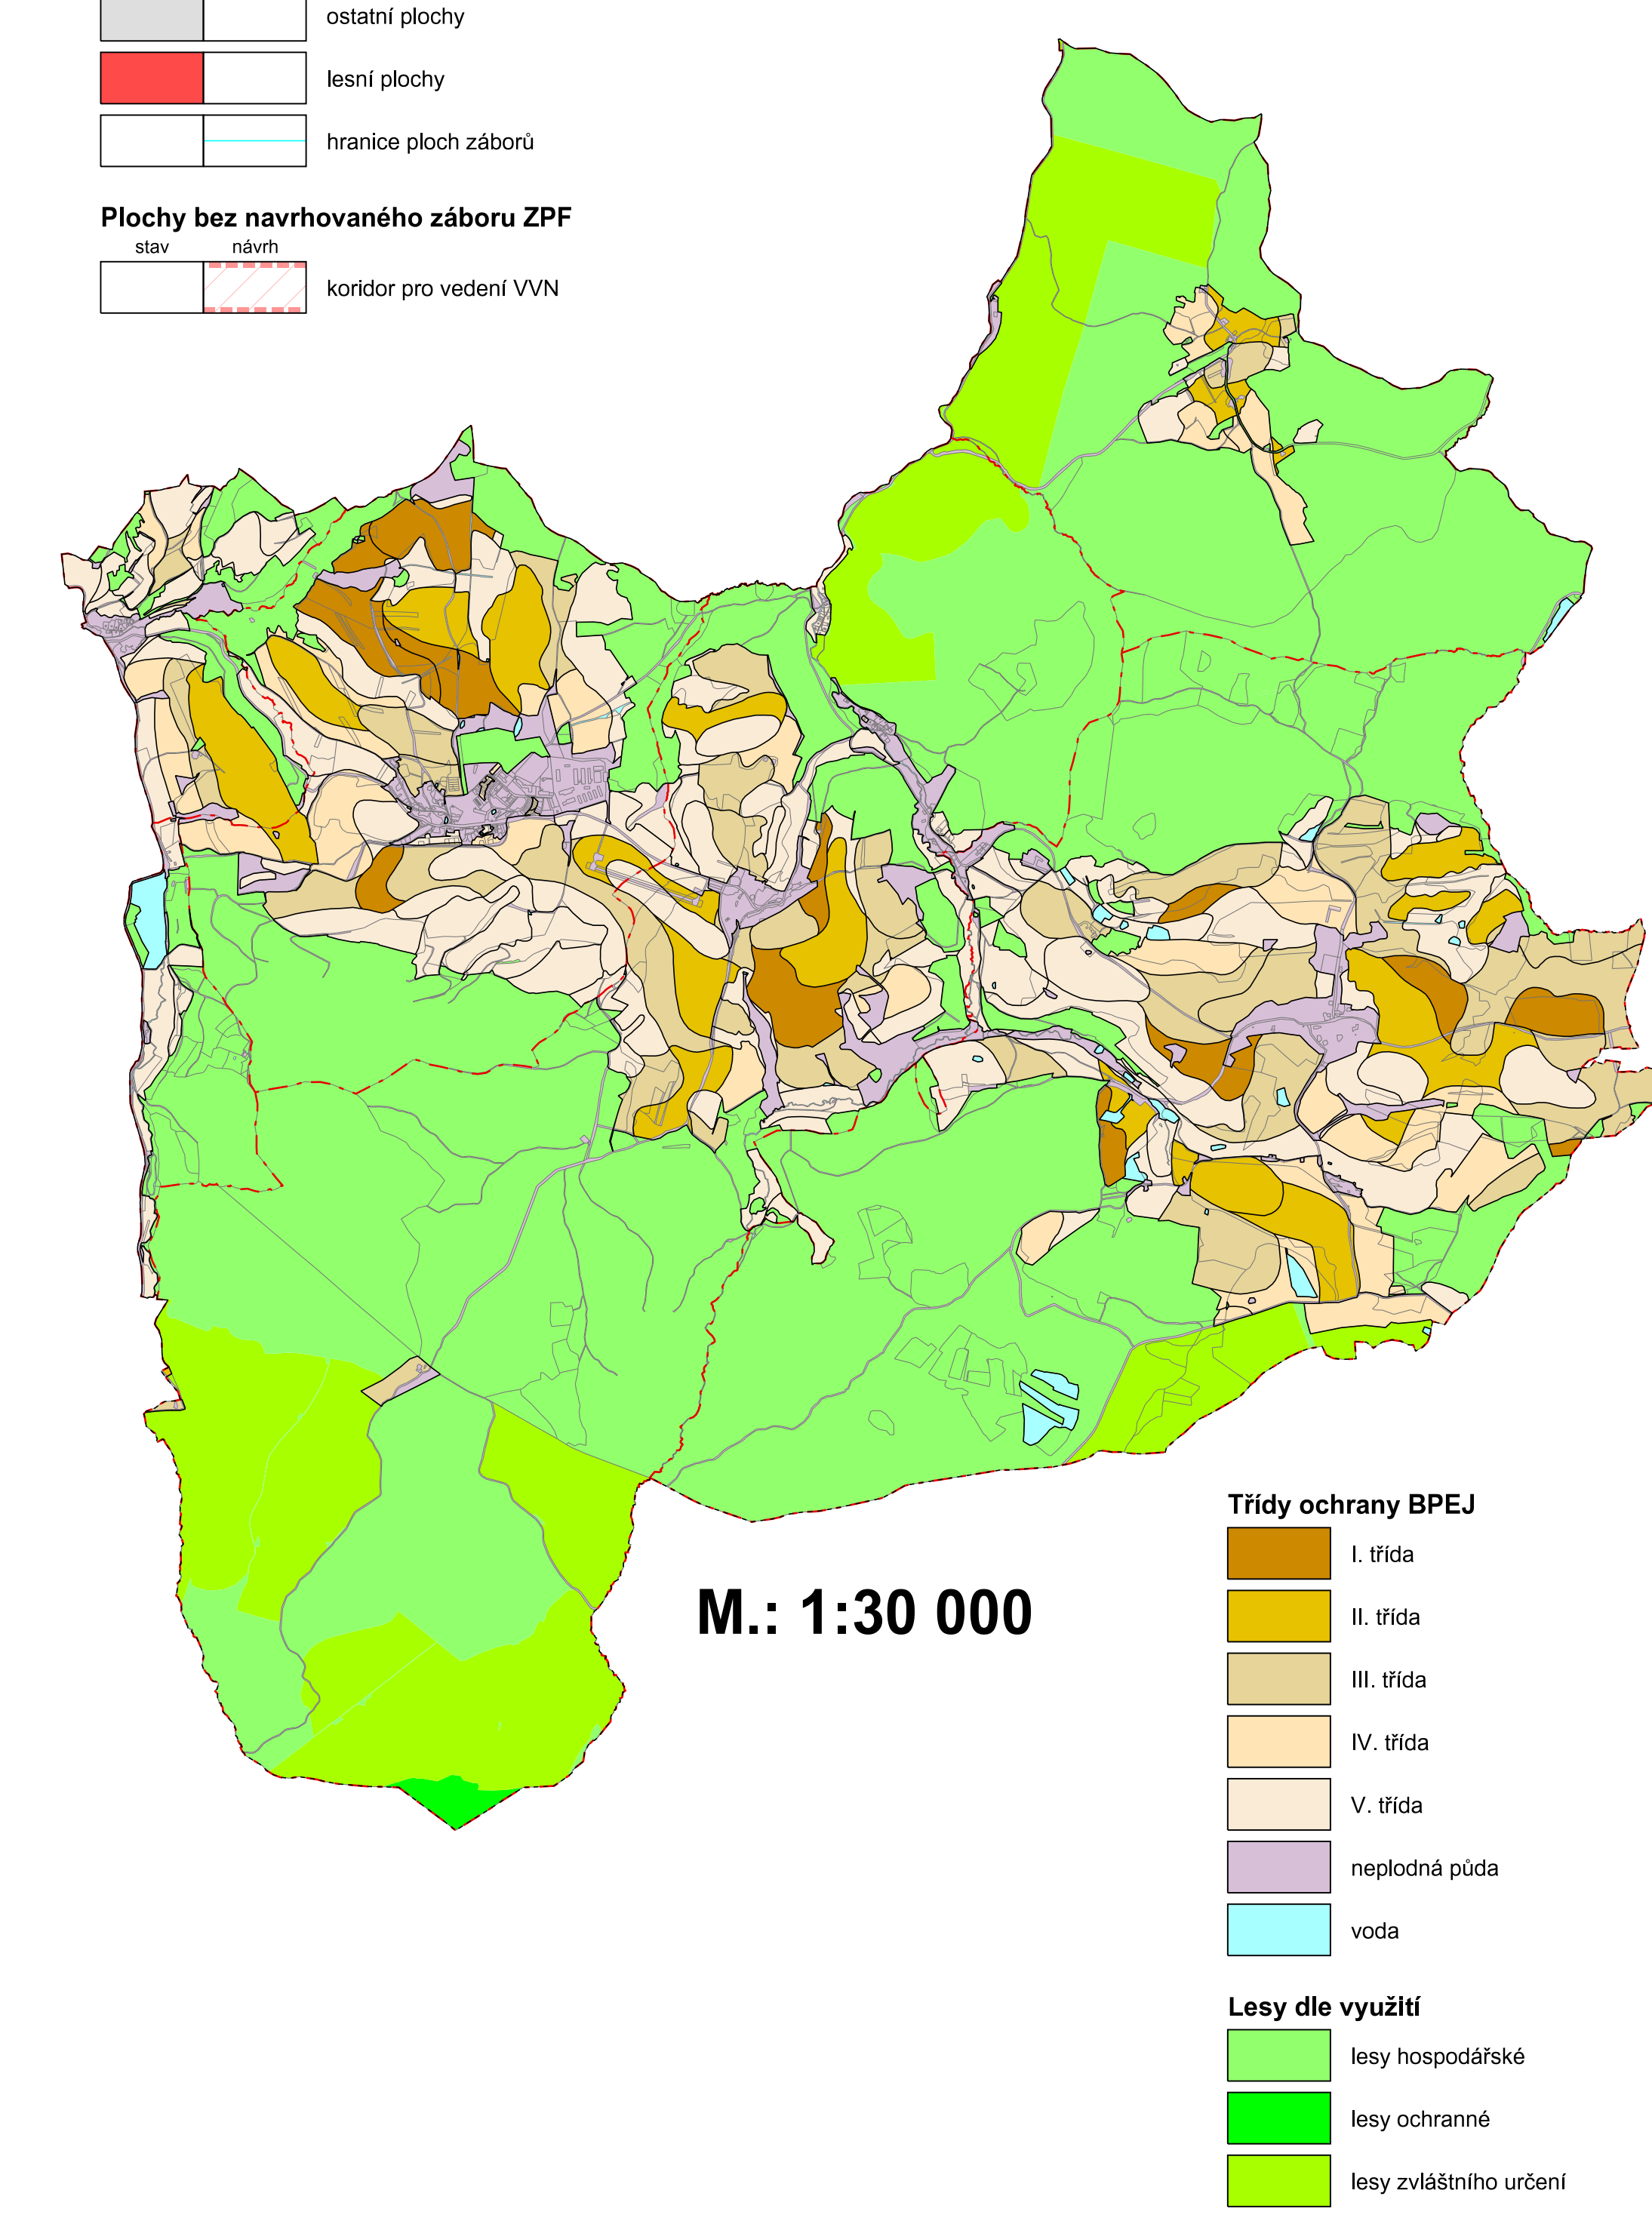 ostatní plochy
lesní plochy
hranice ploch záborů
Plochy bez navrhovaného záboru ZPF
stav návrh
koridor pro vedení VVN
M.: 1:30 000
Třídy ochrany BPEJ
I. třída
II. třída
III. třída
IV. třída
V. třída
neplodná půda
voda
Lesy dle využití
lesy hospodářské
lesy ochranné
lesy zvláštního určení